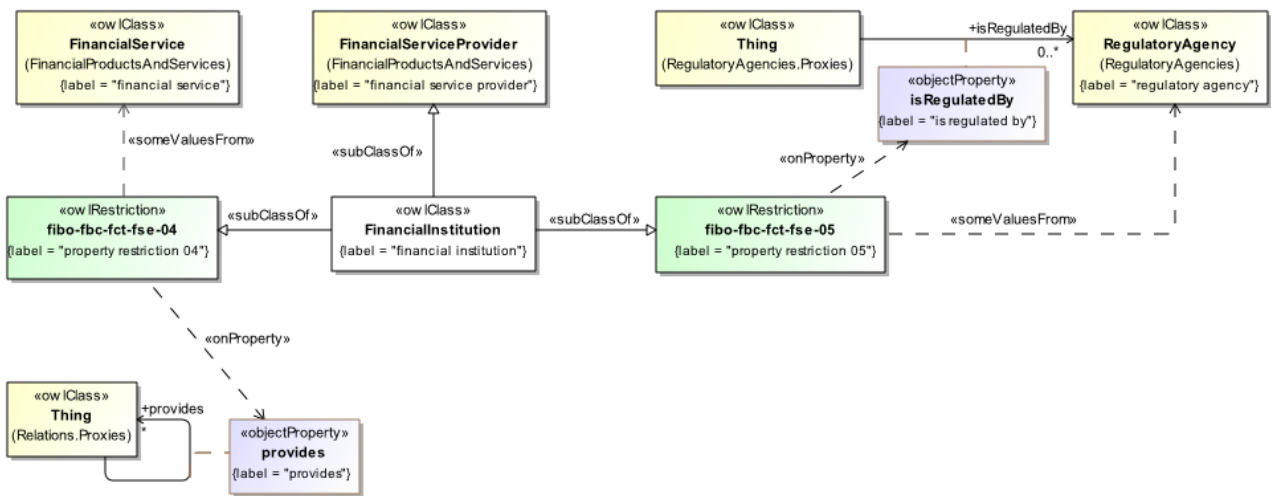 «owlClass»
FinancialService
(FinancialProductsAndServices)
{label = "financial service"}
«owlClass»
FinancialServiceProvider
(FinancialProductsAndServices)
{label = "financial service provider"}
«owlClass»
Thing
(RegulatoryAgencies.Proxies)
+isRegulatedBy
0..*
«owlClass»
RegulatoryAgency
(RegulatoryAgencies)
{label = "regulatory agency"}
«objectProperty»
isRegulatedBy
{label = "is regulated by"}
«someValuesFrom»
«subClassOf»
«onProperty»
«owlRestriction»
fibo-fbc-fct-fse-04
{label = "property restriction 04"}
«subClassOf»
«owlClass»
FinancialInstitution
{label = "financial institution"}
«subClassOf»
«owlRestriction»
fibo-fbc-fct-fse-05
{label = "property restriction 05"}
«someValuesFrom»
«onProperty»
«owlClass»
Thing
(Relations.Proxies)
+provides
*
«objectProperty»
provides
{label = "provides"}